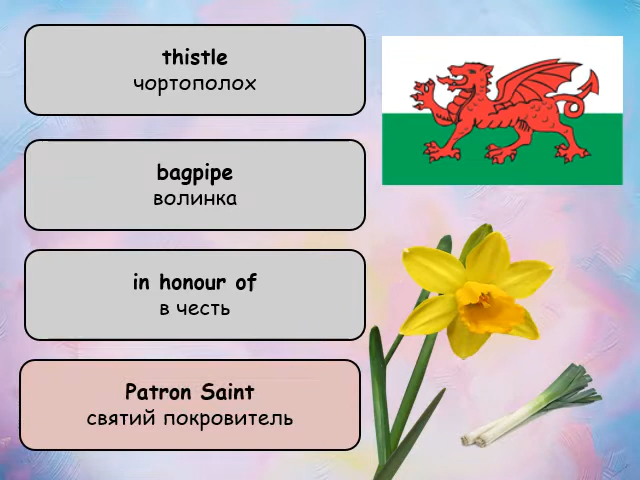 thistle
чортополох
bagpipe
волинка
in honour of
в честь
Patron Saint
святий покровитель